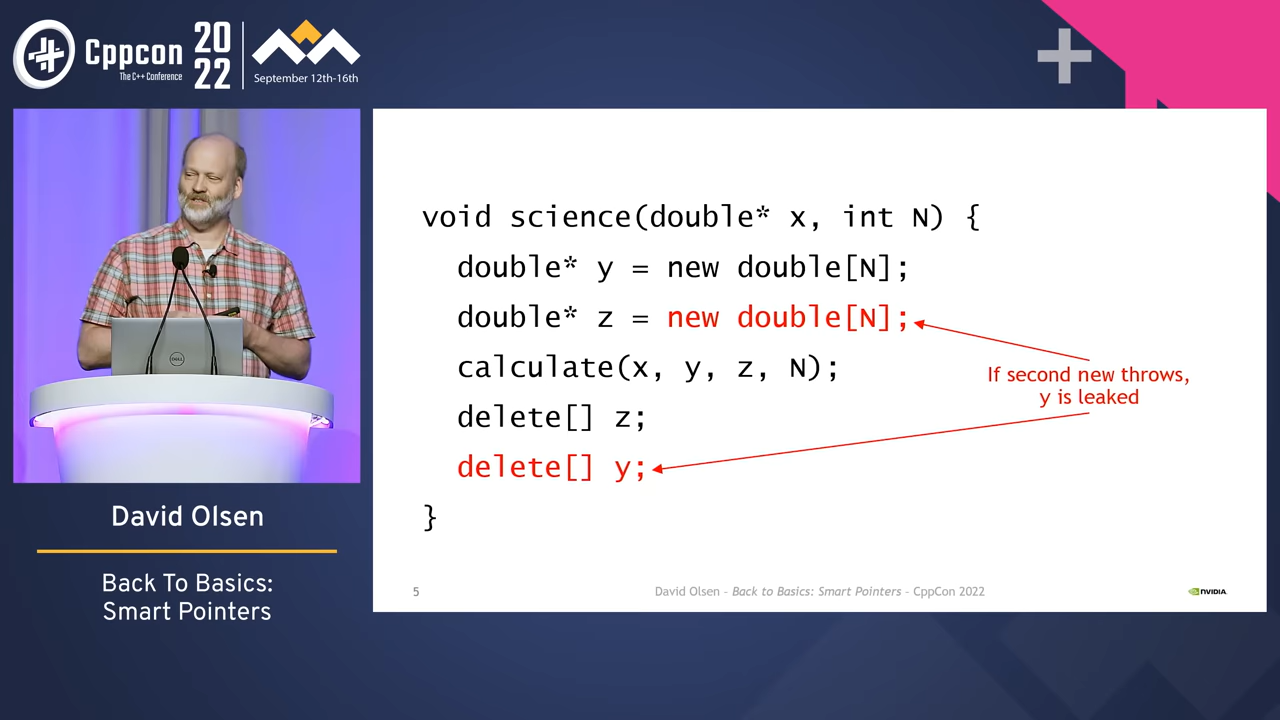 Cppcon
The C++ Conference
20
22
September 12th-16th
DELL
David Olsen
Back To Basics:
Smart Pointers
void science(double* x, int N) {
double* y = new double[N];
double* z = new double[N];
calculate(x, y, z, N);
delete[] z;
delete[] y;
}
If second new throws,
y is leaked
5
David Olsen – Back to Basics: Smart Pointers – CppCon 2022
NVIDIA